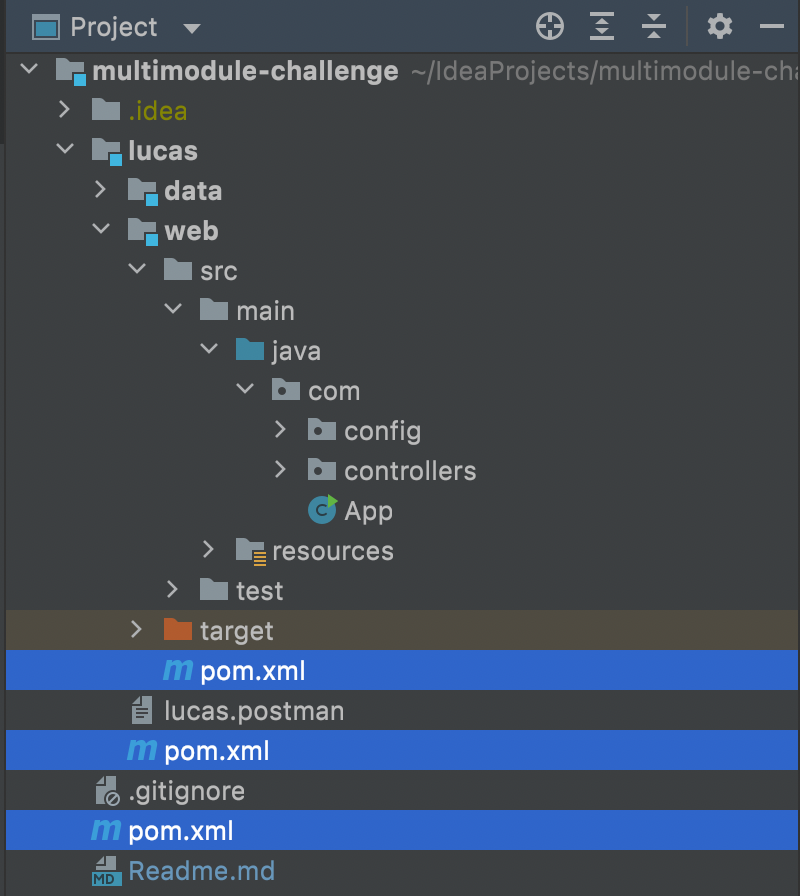 Project
multimodule-challenge ~/IdeaProjects/multimodule-cha
.idea
lucas
data
web
src
main
java
com
config
controllers
C App
resources
test
target
m pom.xml
lucas.postman
m pom.xml
.gitignore
m pom.xml
MD Readme.md